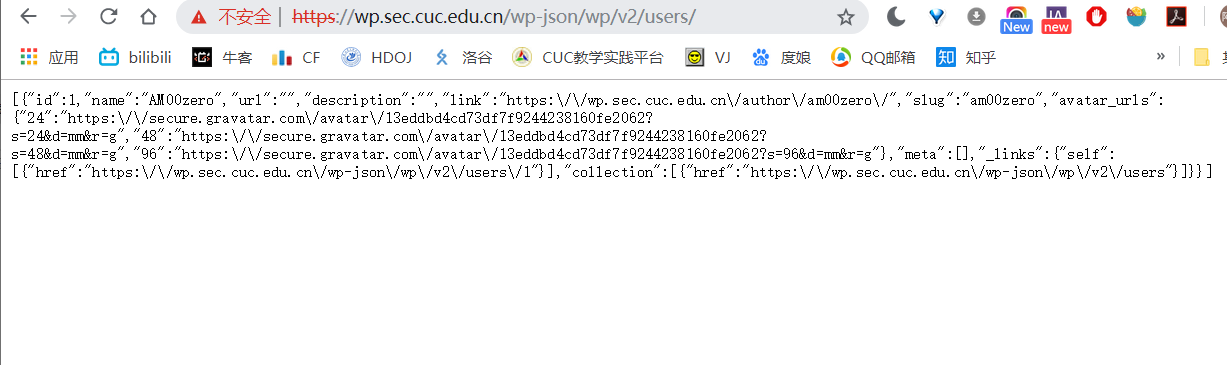 不安全 | https://wp.sec.cuc.edu.cn/wp-json/wp/v2/users/
New
new
应用 bilibili 牛客 CF HDOJ 洛谷 CUC教学实践平台 VJ 度娘 QQ邮箱 知乎 »
[{"id":1,"name":"AM00zero","url":"","description":"","link":"https:\/\/wp.sec.cuc.edu.cn\/author\/am00zero\/","slug":"am00zero","avatar_urls":
{"24":"https:\/\/secure.gravatar.com\/avatar\/13eddbd4cd73df7f9244238160fe2062?
s=24&d=mm&r=g","48":"https:\/\/secure.gravatar.com\/avatar\/13eddbd4cd73df7f9244238160fe2062?
s=48&d=mm&r=g","96":"https:\/\/secure.gravatar.com\/avatar\/13eddbd4cd73df7f9244238160fe2062?s=96&d=mm&r=g"},"meta":[],"_links":{"self":
[{"href":"https:\/\/wp.sec.cuc.edu.cn\/wp-json\/wp\/v2\/users\/1"}],"collection":[{"href":"https:\/\/wp.sec.cuc.edu.cn\/wp-json\/wp\/v2\/users"}]}}]